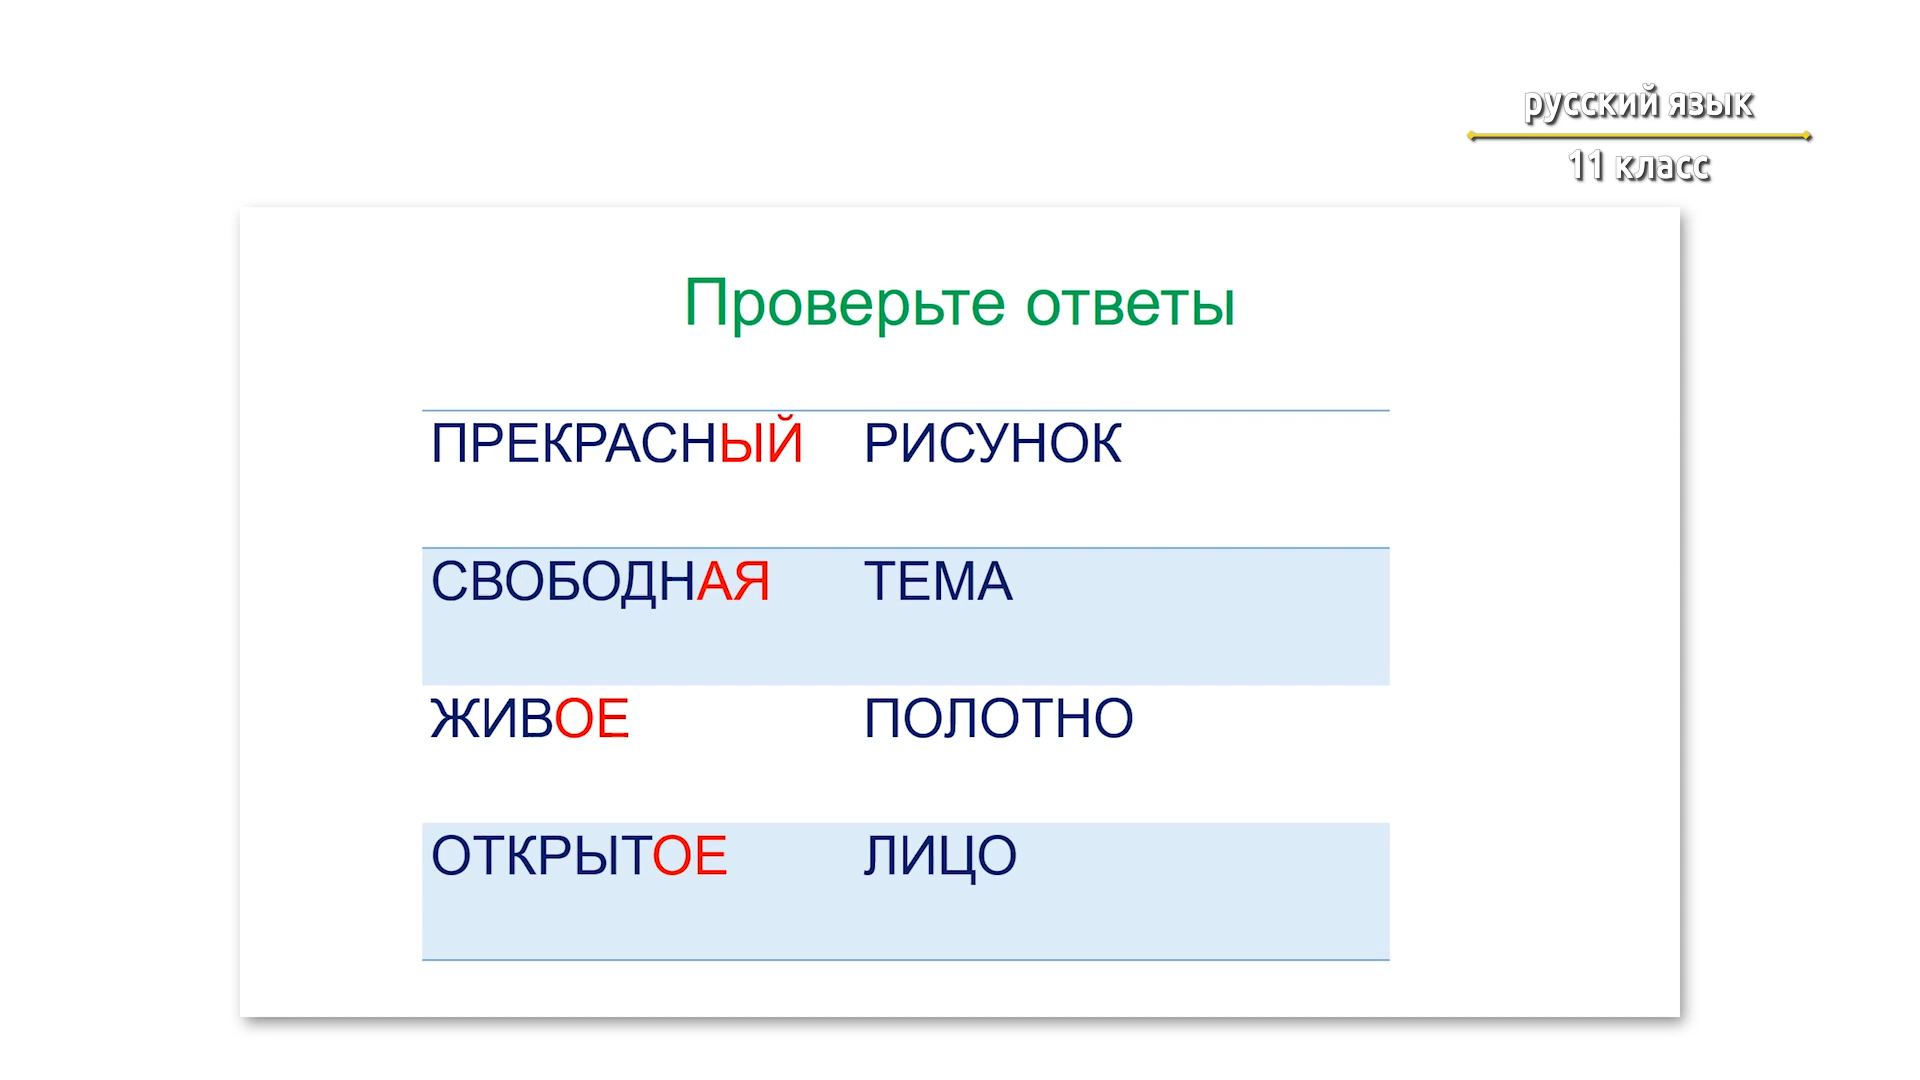 русский язык
11 класс
Проверьте ответы
ПРЕКРАСНЫЙ РИСУНОК
СВОБОДНАЯ ТЕМА
ЖИВОЕ ПОЛОТНО
ОТКРЫТОЕ ЛИЦО